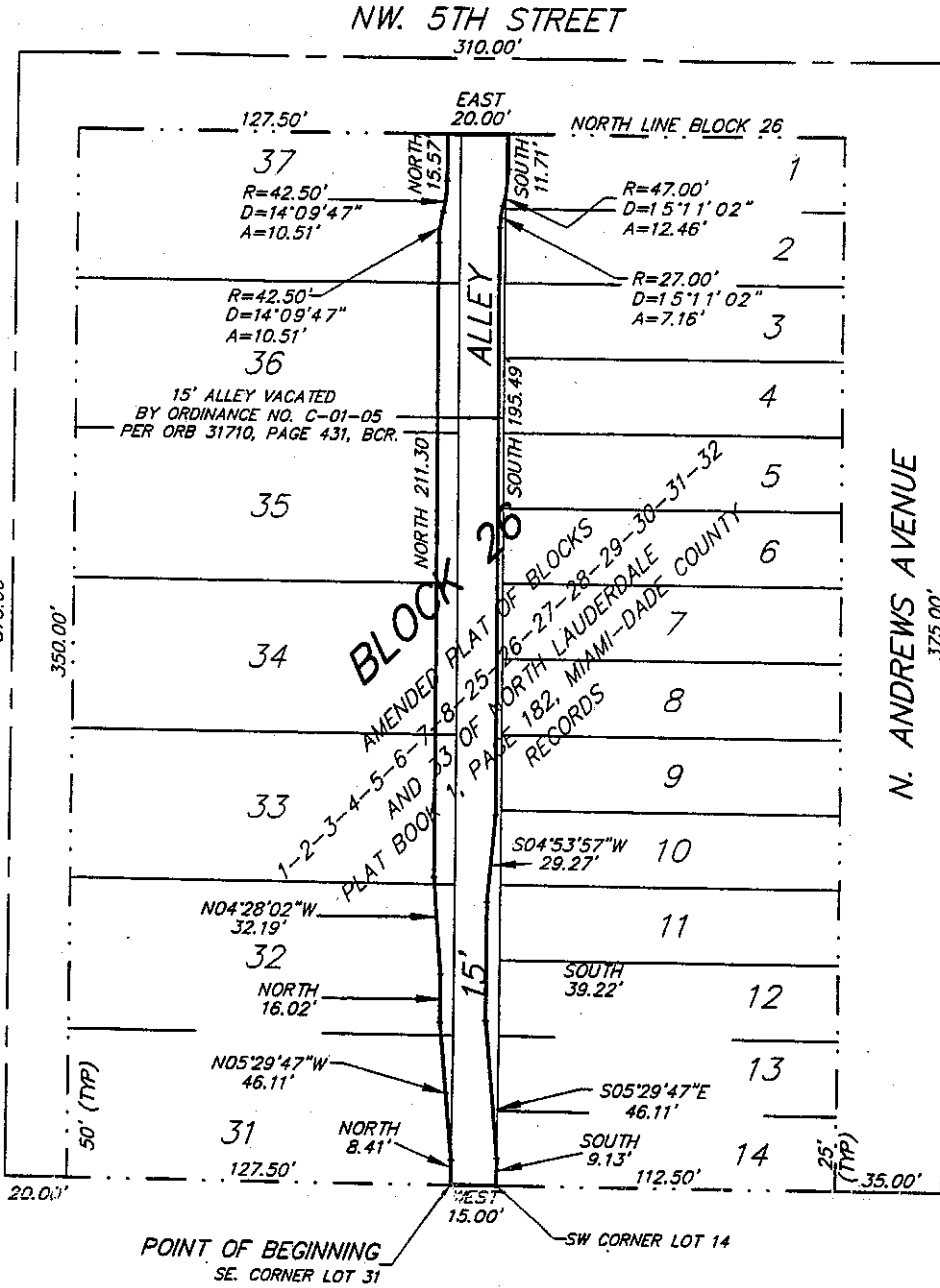 NW. 5TH STREET
310.00'
EAST
20.00'
127.50'
NORTH LINE BLOCK 26
37
NORTH
15.57'
SOUTH
11.71'
1
R=42.50'
D=14°09'47"
A=10.51'
R=47.00'
D=15°11'02"
A=12.46'
2
R=42.50'
D=14°09'47"
A=10.51'
ALLEY
R=27.00'
D=15°11'02"
A=7.16'
3
36
4
15' ALLEY VACATED
BY ORDINANCE NO. C-01-05
PER ORB 31710, PAGE 431, BCR.
SOUTH 195.49'
NORTH 211.30'
5
35
6
BLOCK 26
AMENDED PLAT OF BLOCKS
1-2-3-4-5-6-7-8-25-26-27-28-29-30-31-32
AND 33 OF NORTH LAUDERDALE
PLAT BOOK 1, PAGE 182, MIAMI-DADE COUNTY
RECORDS
N. ANDREWS AVENUE
375.00'
350.00'
34
7
8
33
9
S04°53'57"W
29.27'
10
N04°28'02"W
32.19'
11
32
15'
SOUTH
39.22'
12
NORTH
16.02'
N05°29'47"W
46.11'
13
50' (TYP)
S05°29'47"E
46.11'
31
NORTH
8.41'
SOUTH
9.13'
14
25'
(TYP)
127.50'
112.50'
20.00'
35.00'
WEST
15.00'
POINT OF BEGINNING
SE. CORNER LOT 31
SW CORNER LOT 14